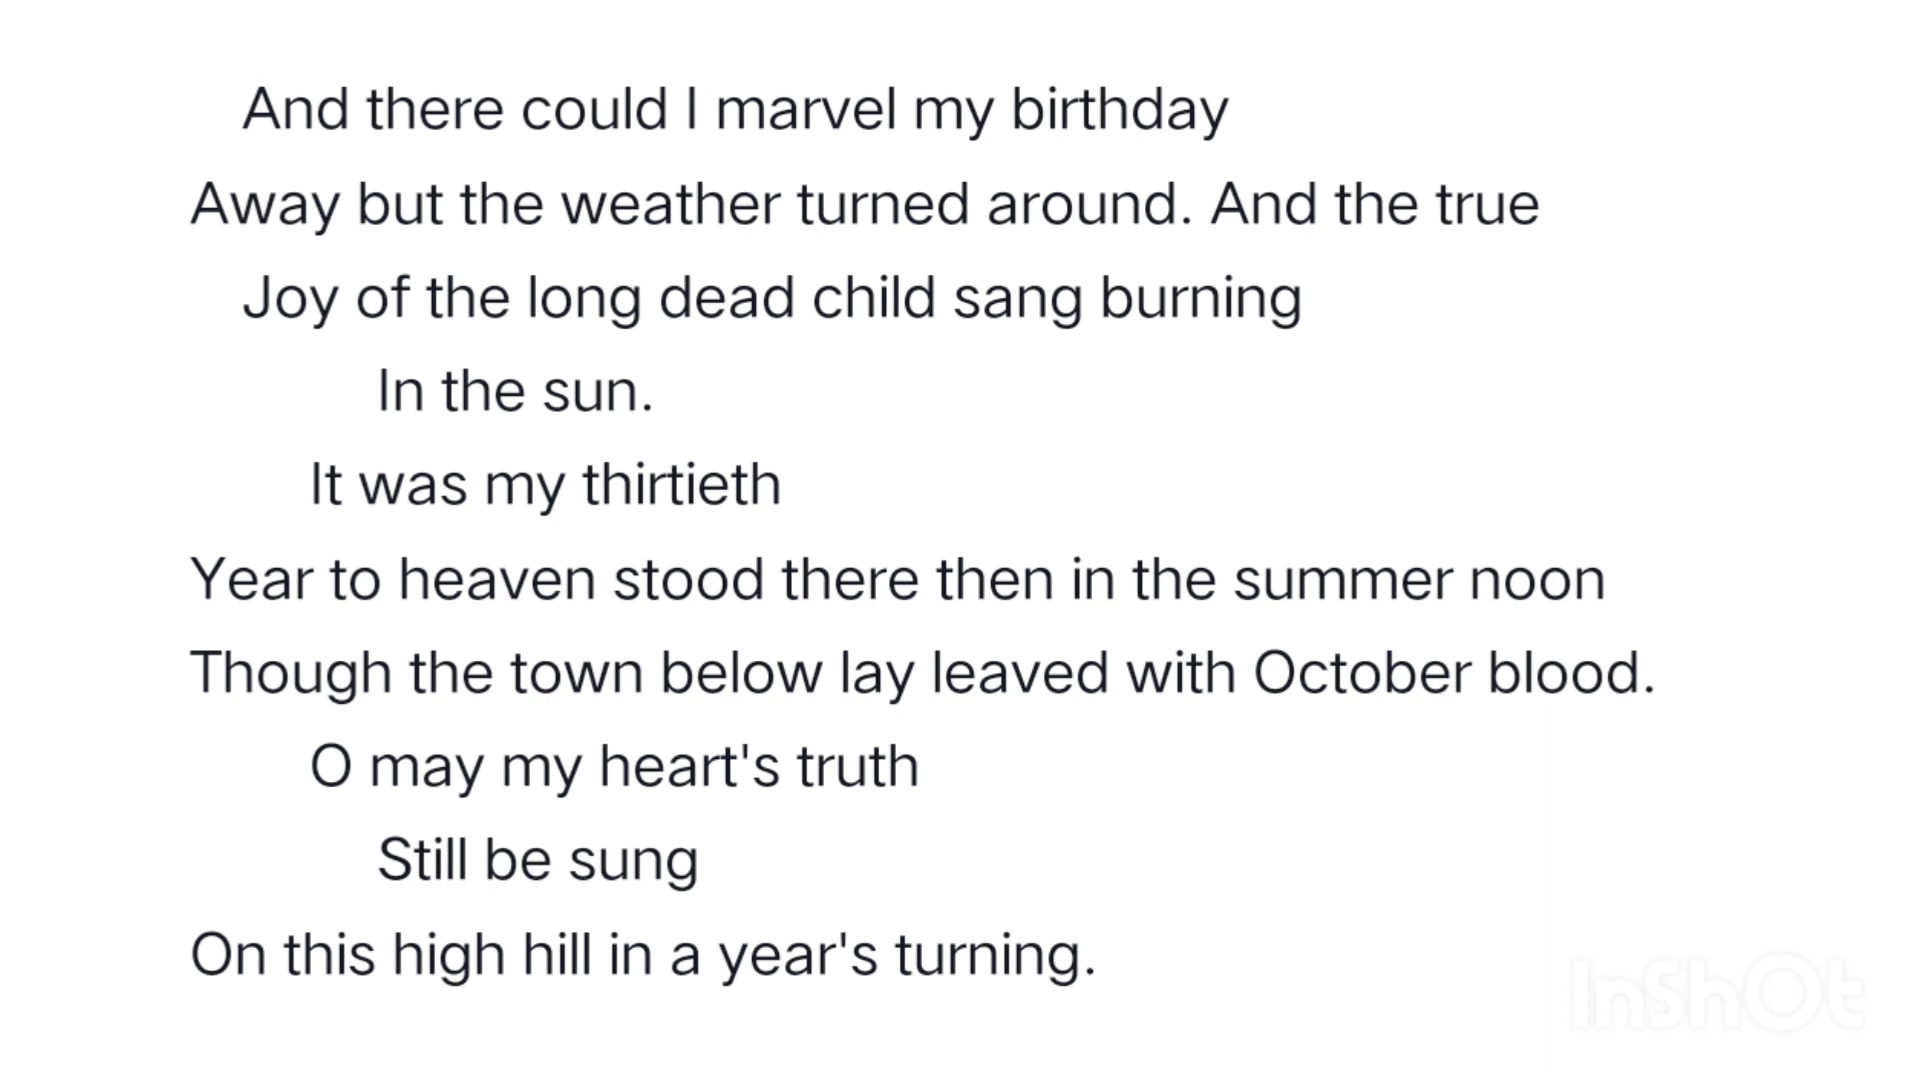 And there could I marvel my birthday
Away but the weather turned around. And the true
Joy of the long dead child sang burning
In the sun.
It was my thirtieth
Year to heaven stood there then in the summer noon
Though the town below lay leaved with October blood.
O may my heart's truth
Still be sung
On this high hill in a year's turning.
InShOt